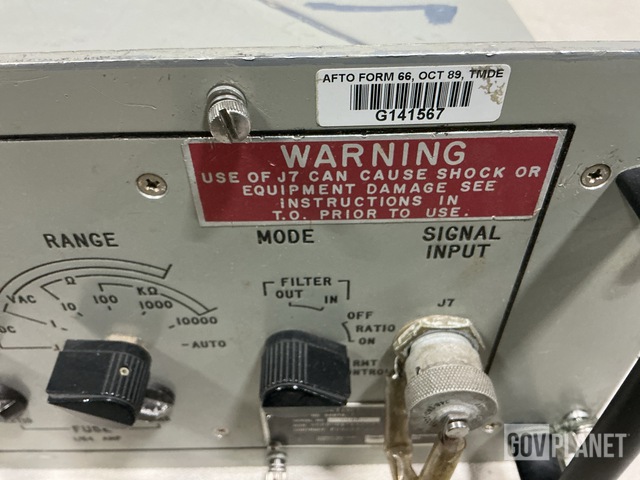 AFTO FORM 66, OCT 89, TMDE
G141567
WARNING
USE OF J7 CAN CAUSE SHOCK OR
EQUIPMENT DAMAGE SEE
INSTRUCTIONS IN
T.O. PRIOR TO USE.
RANGE
MODE
SIGNAL
INPUT
FILTER
OUT IN
J7
Ω
KΩ
VAC
10
100
1000
10000
1
AUTO
OFF
RATIO
ON
FUSE
GOVPLANET